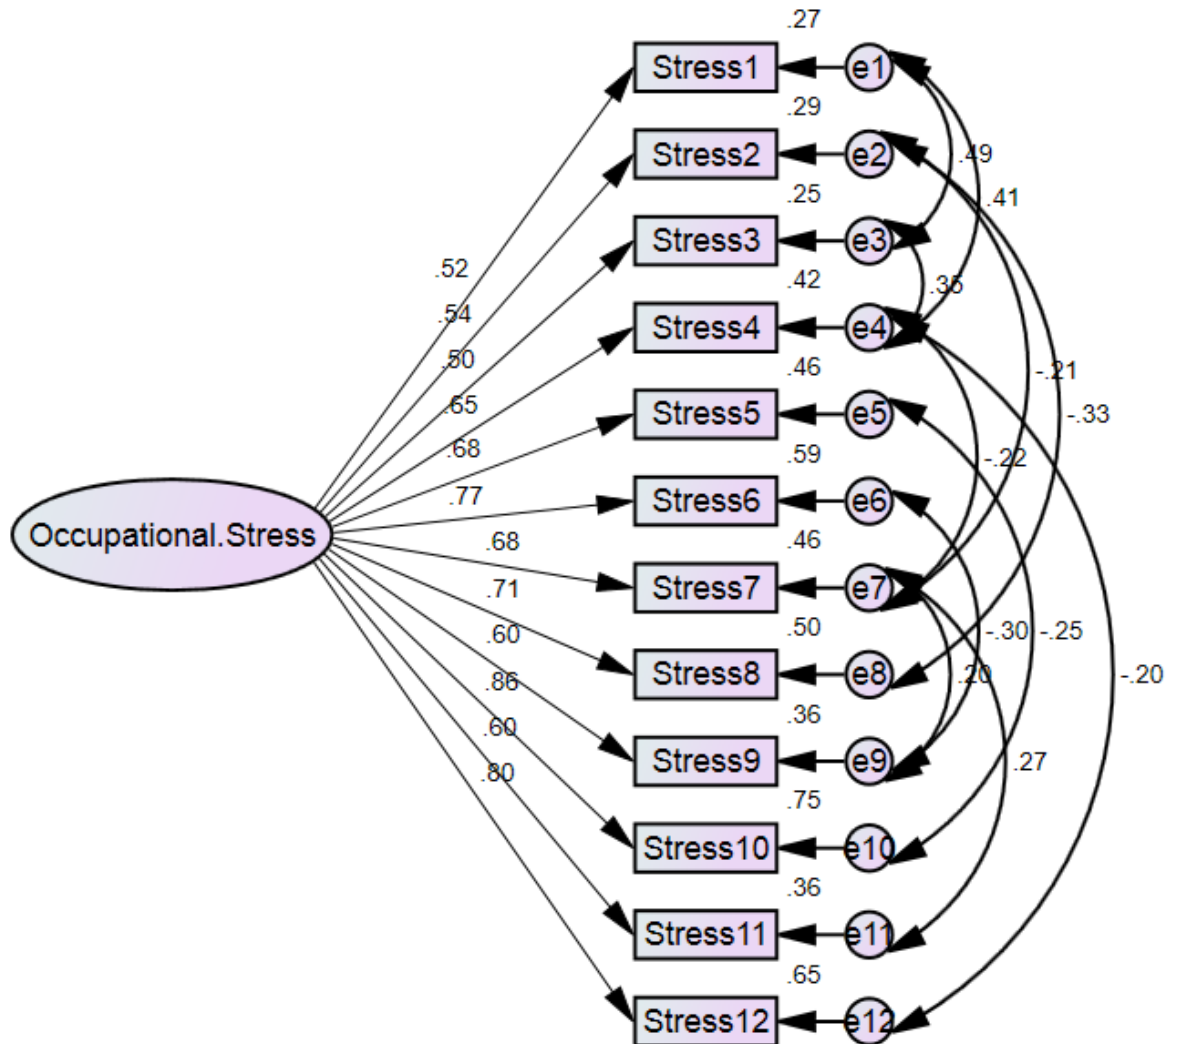 .27
Stress1
e1
.29
Stress2
e2
.49
.25
.41
Stress3
e3
.52
.42
.35
.54
Stress4
e4
.50
.46
-.21
.65
Stress5
e5
-.33
.68
.59
-.22
.77
Stress6
e6
Occupational.Stress
.68
.46
.71
Stress7
e7
.60
.50
-.30
-.25
.86
Stress8
e8
.20
-.20
.60
.36
.80
Stress9
e9
.27
.75
Stress10
e10
.36
Stress11
e11
.65
Stress12
e12